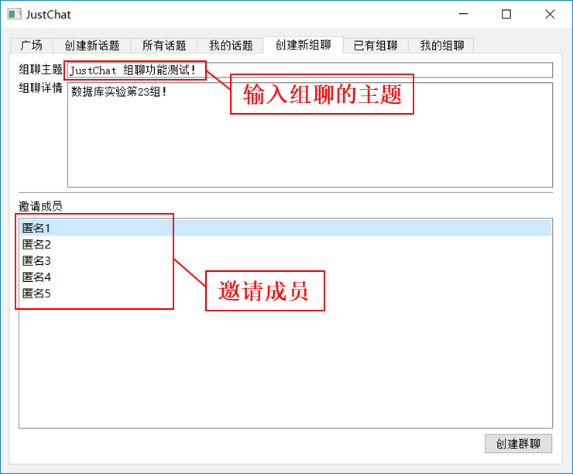 JustChat
广场 创建新话题 所有话题 我的话题 创建新组聊 已有组聊 我的组聊
组聊主题 JustChat 组聊功能测试!
输入组聊的主题
组聊详情 数据库实验第23组!
邀请成员
匿名1
匿名2
匿名3
匿名4
匿名5
邀请成员
创建群聊